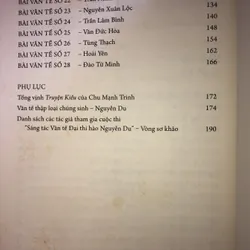 BÀI VĂN TẾ SỐ 23 – Nguyễn Xuân Lộc 134
BÀI VĂN TẾ SỐ 24 – Trần Lâm Bình 140
BÀI VĂN TẾ SỐ 25 – Văn Đức Hòa 148
BÀI VĂN TẾ SỐ 26 – Tùng Thạch 154
BÀI VĂN TẾ SỐ 27 – Hoài Yên 162
BÀI VĂN TẾ SỐ 28 – Đào Tử Minh 166
PHỤ LỤC
Tổng vịnh Truyện Kiều của Chu Mạnh Trinh 172
Văn tế thập loại chúng sinh – Nguyễn Du 174
Danh sách các tác giả tham gia cuộc thi
"Sáng tác Văn tế Đại thi hào Nguyễn Du" – Vòng sơ khảo 190